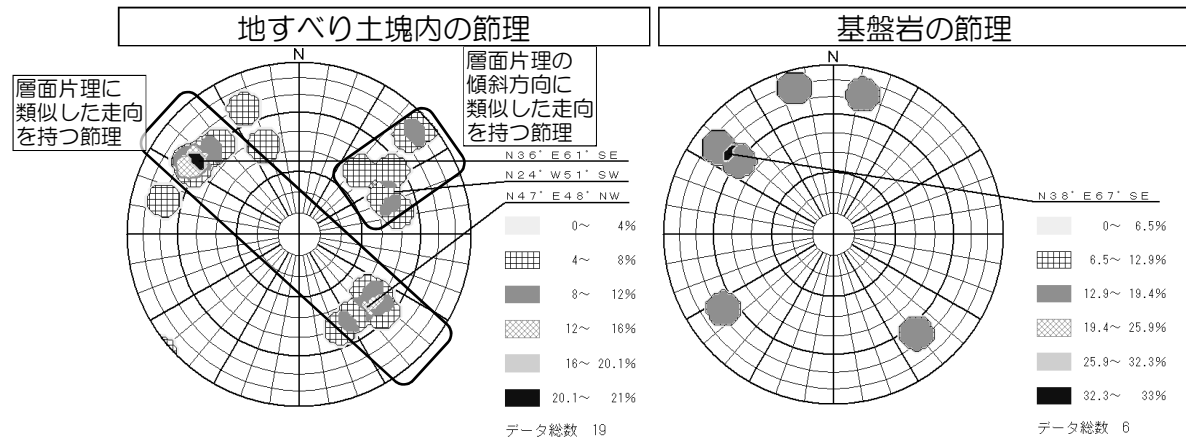 地すべり土塊内の節理
基盤岩の節理
層面片理に
類似した走向
を持つ節理
N
層面片理の
傾斜方向に
類似した走向
を持つ節理
N36°E61°SE
N24°W51°SW
N47°E48°NW
0～ 4%
4～ 8%
8～ 12%
12～ 16%
16～ 20.1%
20.1～ 21%
データ総数 19
N
N38°E67°SE
0～ 6.5%
6.5～ 12.9%
12.9～ 19.4%
19.4～ 25.9%
25.9～ 32.3%
32.3～ 33%
データ総数 6